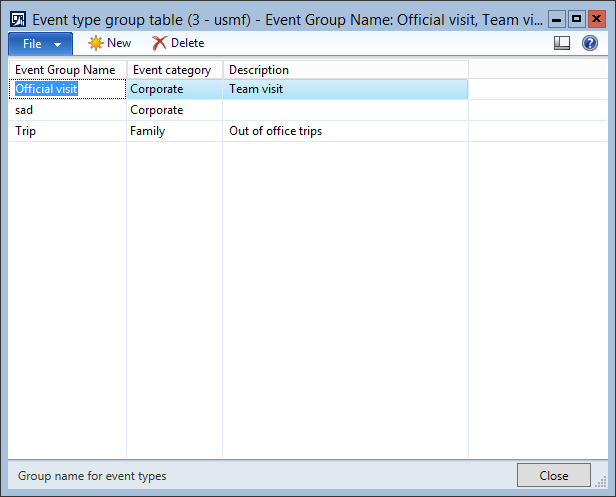 Event type group table (3 - usmf) - Event Group Name: Official visit, Team vi...
File New Delete
Event Group Name Event category Description
Official visit Corporate Team visit
sad Corporate
Trip Family Out of office trips
Group name for event types Close